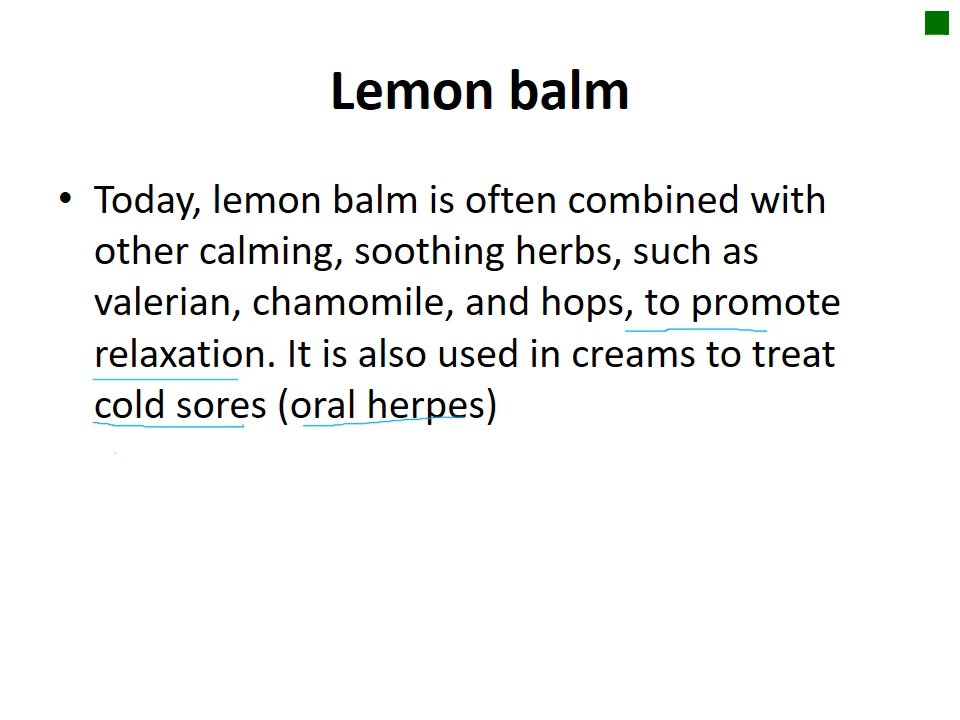 Lemon balm
• Today, lemon balm is often combined with
other calming, soothing herbs, such as
valerian, chamomile, and hops, to promote
relaxation. It is also used in creams to treat
cold sores (oral herpes)